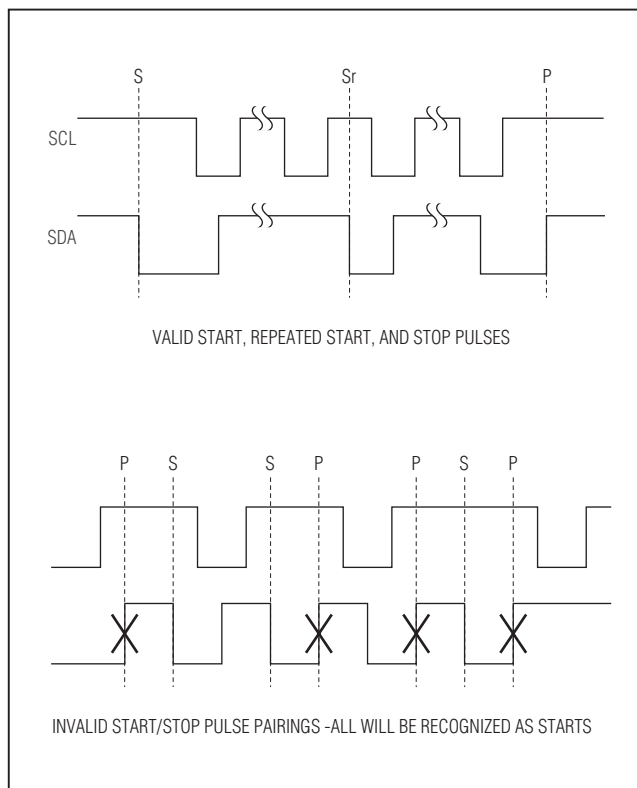 S Sr P
SCL
SDA
VALID START, REPEATED START, AND STOP PULSES
P S S P P S P
INVALID START/STOP PULSE PAIRINGS -ALL WILL BE RECOGNIZED AS STARTS